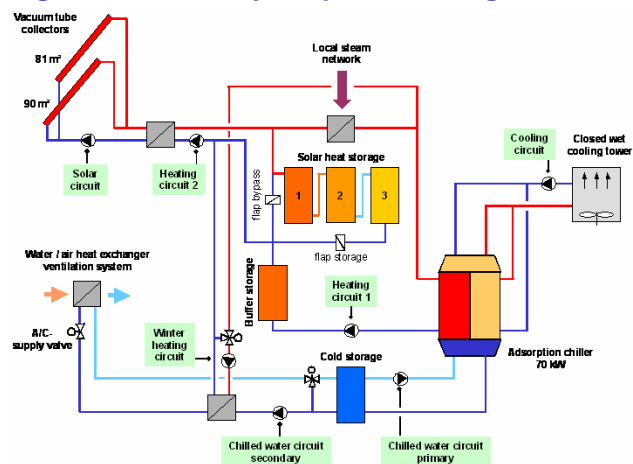 Vacuum tube
collectors
81 m²
90 m²
Local steam
network
Cooling
circuit
Closed wet
cooling tower
Solar
circuit
Heating
circuit 2
Solar heat storage
flap bypass
1
2
3
flap storage
Water / air heat exchanger
ventilation system
Buffer storage
Heating
circuit 1
A/C-
supply valve
Winter
heating
circuit
Cold storage
Adsorption chiller
70 kW
Chilled water circuit
secondary
Chilled water circuit
primary